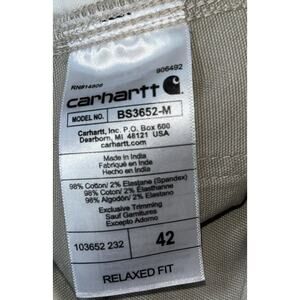 RN#14806
906492
carhartt
MODEL NO. BS3652-M
Carhartt, Inc. P.O. Box 600
Dearborn, MI 48121 USA
carhartt.com
Made in India
Fabriqué en Inde
Hecho en India
98% Cotton/ 2% Elastane (Spandex)
98% Coton/ 2% Elasthanne
98% Algodón/ 2% Elastano
Exclusive Trimming
Sauf Garnitures
Excepto Adorno
103652 232
42
RELAXED FIT